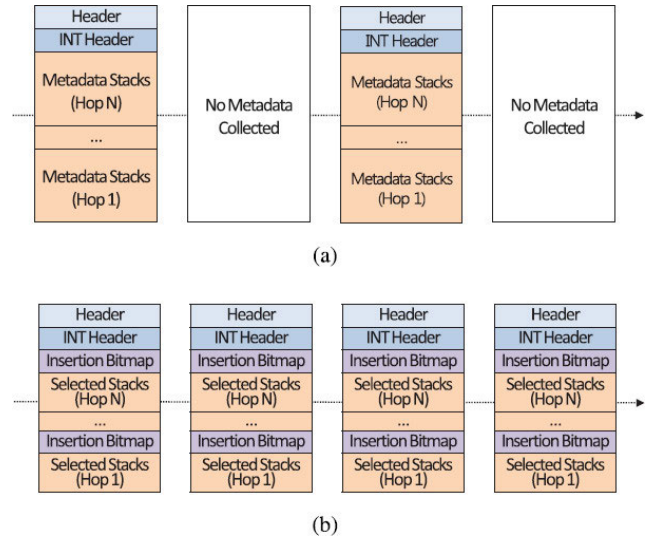 Header
INT Header
Metadata Stacks
(Hop N)
...
Metadata Stacks
(Hop 1)
No Metadata
Collected
Header
INT Header
Metadata Stacks
(Hop N)
...
Metadata Stacks
(Hop 1)
No Metadata
Collected
(a)
Header
INT Header
Insertion Bitmap
Selected Stacks
(Hop N)
...
Insertion Bitmap
Selected Stacks
(Hop 1)
Header
INT Header
Insertion Bitmap
Selected Stacks
(Hop N)
...
Insertion Bitmap
Selected Stacks
(Hop 1)
Header
INT Header
Insertion Bitmap
Selected Stacks
(Hop N)
...
Insertion Bitmap
Selected Stacks
(Hop 1)
Header
INT Header
Insertion Bitmap
Selected Stacks
(Hop N)
...
Insertion Bitmap
Selected Stacks
(Hop 1)
(b)